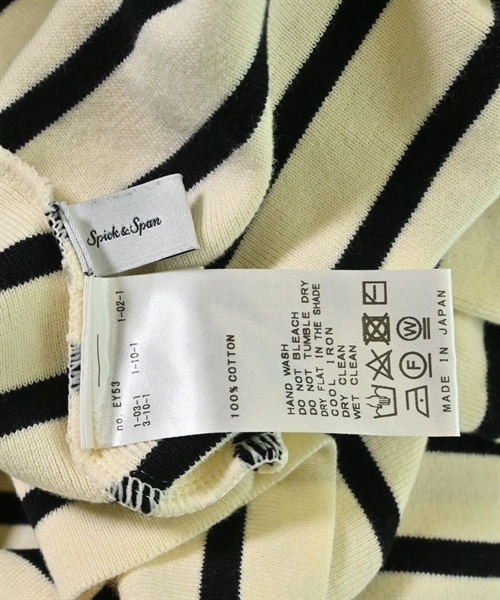 Spick & Span
no EY53
1-02-1
1-03-1 1-10-1
3-10-1
100% COTTON
HAND WASH
DO NOT BLEACH
DO NOT TUMBLE DRY
DRY FLAT IN THE SHADE
COOL IRON
DRY CLEAN
WET CLEAN
F
W
MADE IN JAPAN